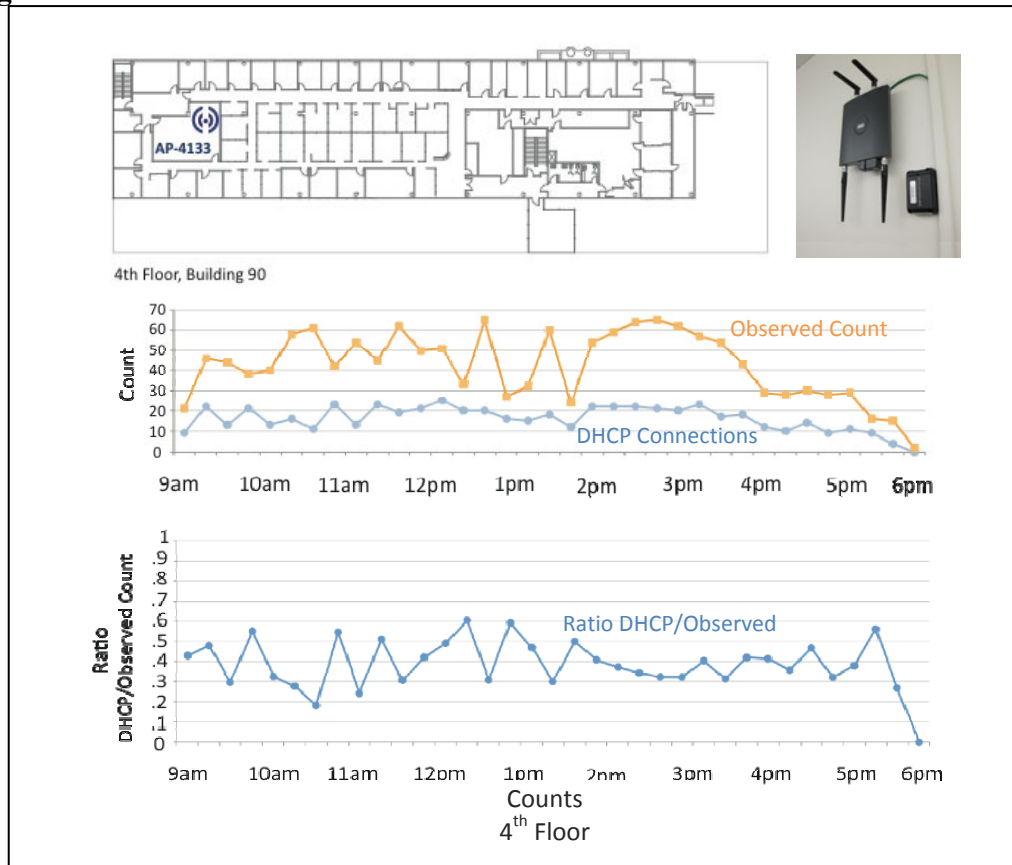 g
AP-4133
4th Floor, Building 90
70
60
50
40
30
20
10
0
Count
Observed Count
DHCP Connections
9am 10am 11am 12pm 1pm 2pm 3pm 4pm 5pm 6pm
1
.9
.8
.7
.6
.5
.4
.3
.2
.1
0
Ratio
DHCP/Observed Count
Ratio DHCP/Observed
9am 10am 11am 12pm 1pm 2pm 3pm 4pm 5pm 6pm
Counts
4th Floor